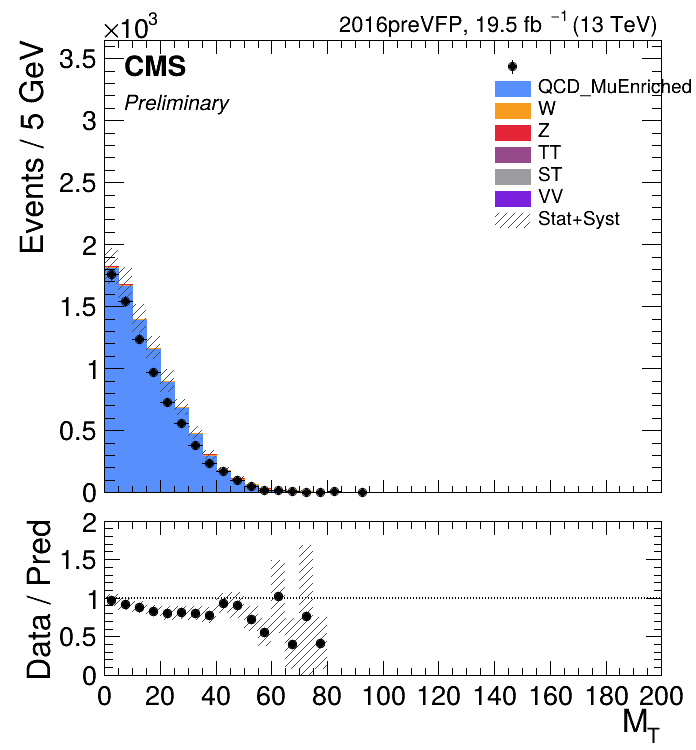 ×10³
2016preVFP, 19.5 fb ⁻¹ (13 TeV)
CMS
Preliminary
QCD_MuEnriched
W
Z
TT
ST
VV
Stat+Syst
Events / 5 GeV
3.5
3
2.5
2
1.5
1
0.5
0
Data / Pred
2
1.5
1
0.5
0
0 20 40 60 80 100 120 140 160 180 200
M_T